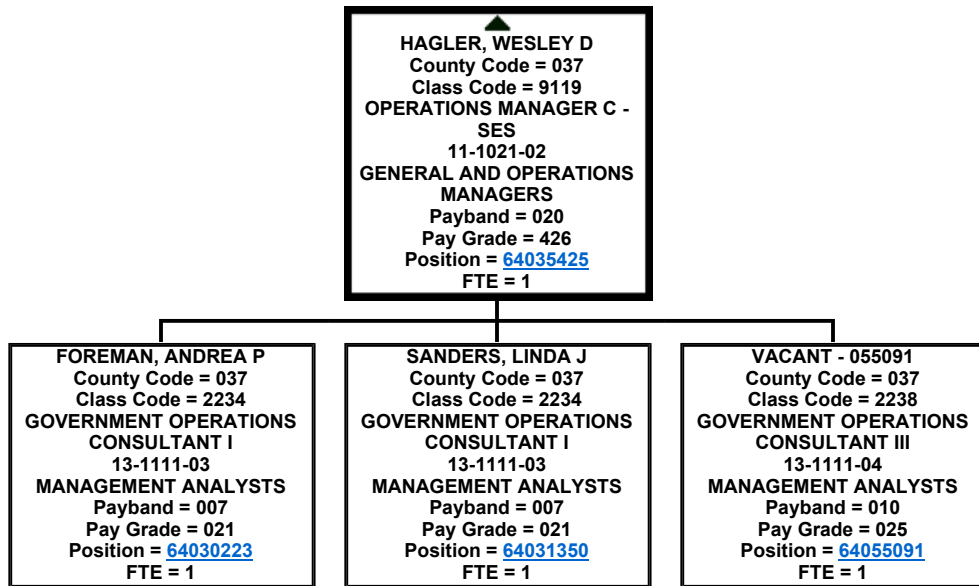 HAGLER, WESLEY D
County Code = 037
Class Code = 9119
OPERATIONS MANAGER C -
SES
11-1021-02
GENERAL AND OPERATIONS
MANAGERS
Payband = 020
Pay Grade = 426
Position = 64035425
FTE = 1
FOREMAN, ANDREA P
County Code = 037
Class Code = 2234
GOVERNMENT OPERATIONS
CONSULTANT I
13-1111-03
MANAGEMENT ANALYSTS
Payband = 007
Pay Grade = 021
Position = 64030223
FTE = 1
SANDERS, LINDA J
County Code = 037
Class Code = 2234
GOVERNMENT OPERATIONS
CONSULTANT I
13-1111-03
MANAGEMENT ANALYSTS
Payband = 007
Pay Grade = 021
Position = 64031350
FTE = 1
VACANT - 055091
County Code = 037
Class Code = 2238
GOVERNMENT OPERATIONS
CONSULTANT III
13-1111-04
MANAGEMENT ANALYSTS
Payband = 010
Pay Grade = 025
Position = 64055091
FTE = 1